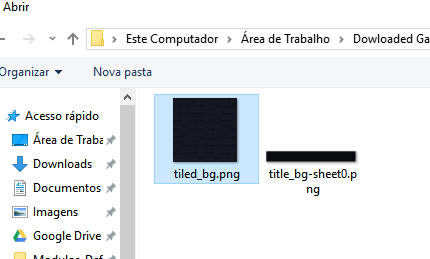 Abrir
Este Computador > Área de Trabalho > Dowloaded Ga
Organizar
Nova pasta
Acesso rápido
Área de Traba
Downloads
Documentos
Imagens
Google Drive
tiled_bg.png
title_bg-sheet0.p
ng